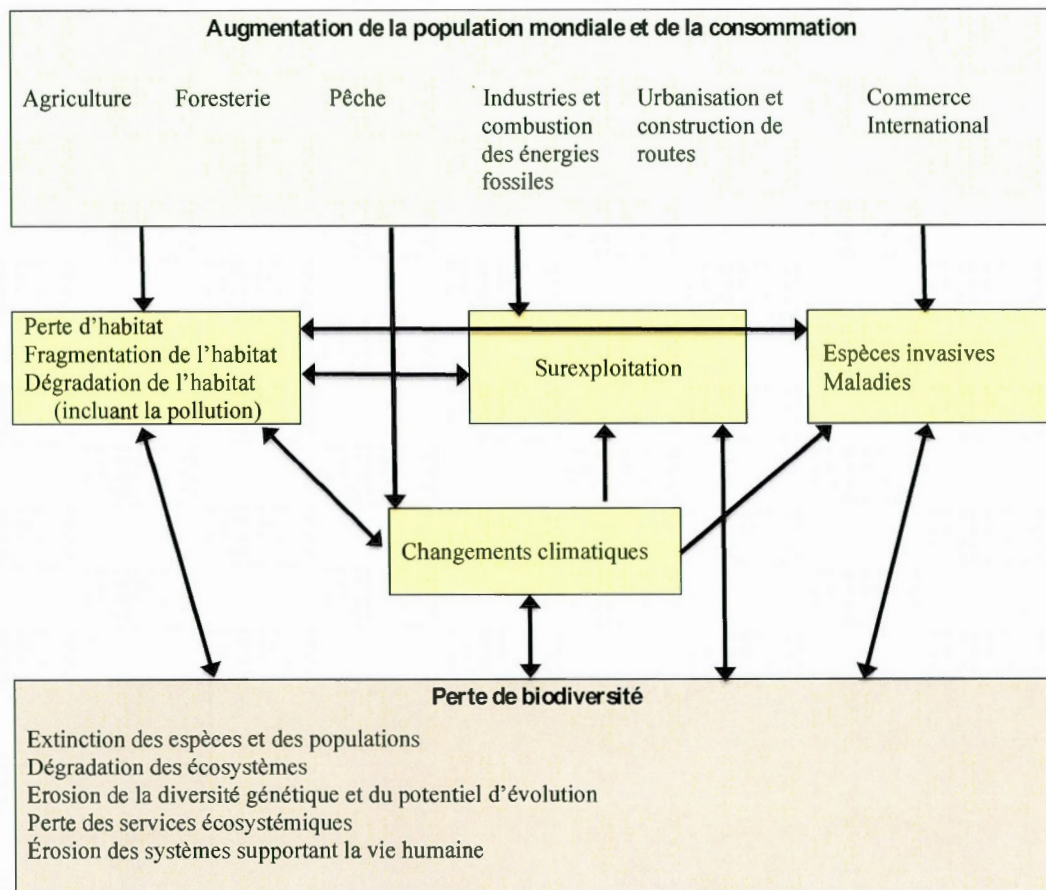 Augmentation de la population mondiale et de la consommation
Agriculture
Foresterie
Pêche
Industries et
combustion
des énergies
fossiles
Urbanisation et
construction de
routes
Commerce
International
Perte d'habitat
Fragmentation de l'habitat
Dégradation de l'habitat
(incluant la pollution)
Surexploitation
Espèces invasives
Maladies
Changements climatiques
Perte de biodiversité
Extinction des espèces et des populations
Dégradation des écosystèmes
Erosion de la diversité génétique et du potentiel d'évolution
Perte des services écosystémiques
Érosion des systèmes supportant la vie humaine